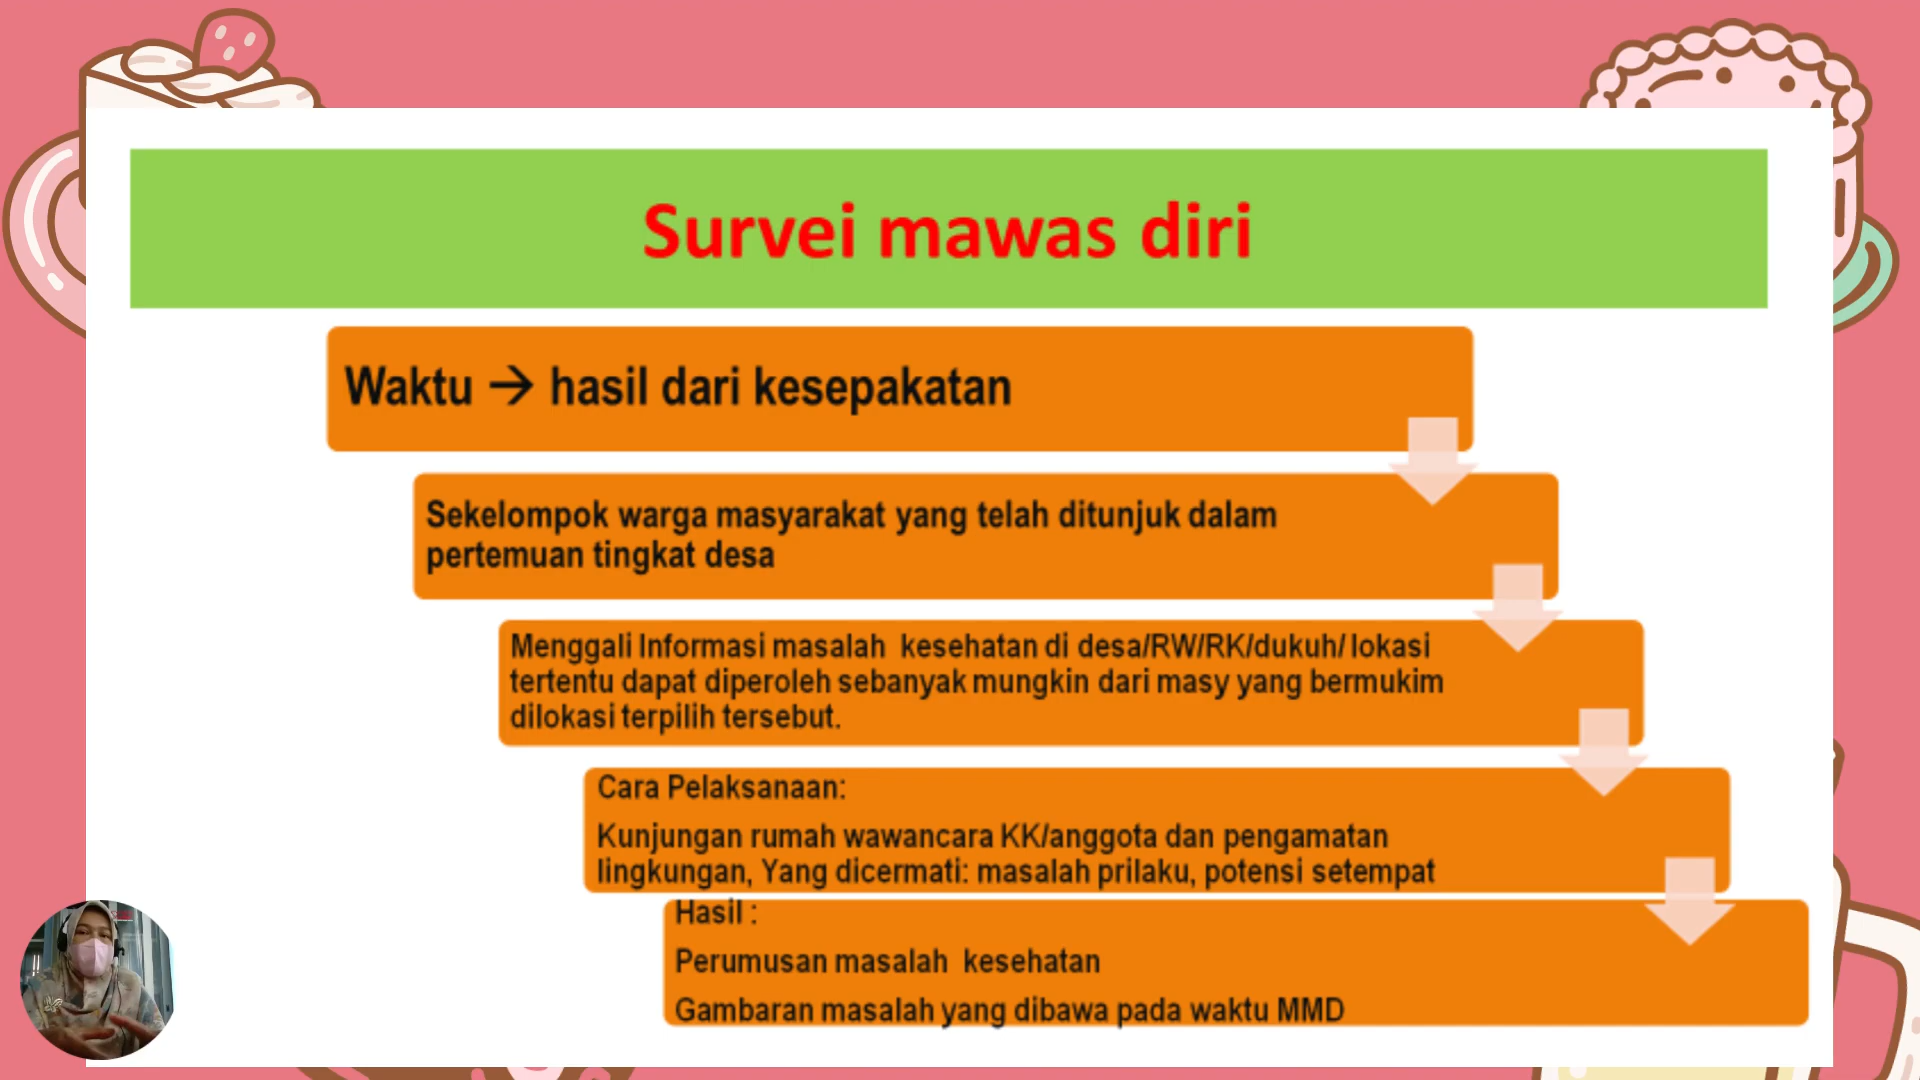 Survei mawas diri
Waktu → hasil dari kesepakatan
Sekelompok warga masyarakat yang telah ditunjuk dalam
pertemuan tingkat desa
Menggali Informasi masalah kesehatan di desa/RW/RK/dukuh/ lokasi
tertentu dapat diperoleh sebanyak mungkin dari masy yang bermukim
dilokasi terpilih tersebut.
Cara Pelaksanaan:
Kunjungan rumah wawancara KK/anggota dan pengamatan
lingkungan, Yang dicermati: masalah prilaku, potensi setempat
Hasil :
Perumusan masalah kesehatan
Gambaran masalah yang dibawa pada waktu MMD